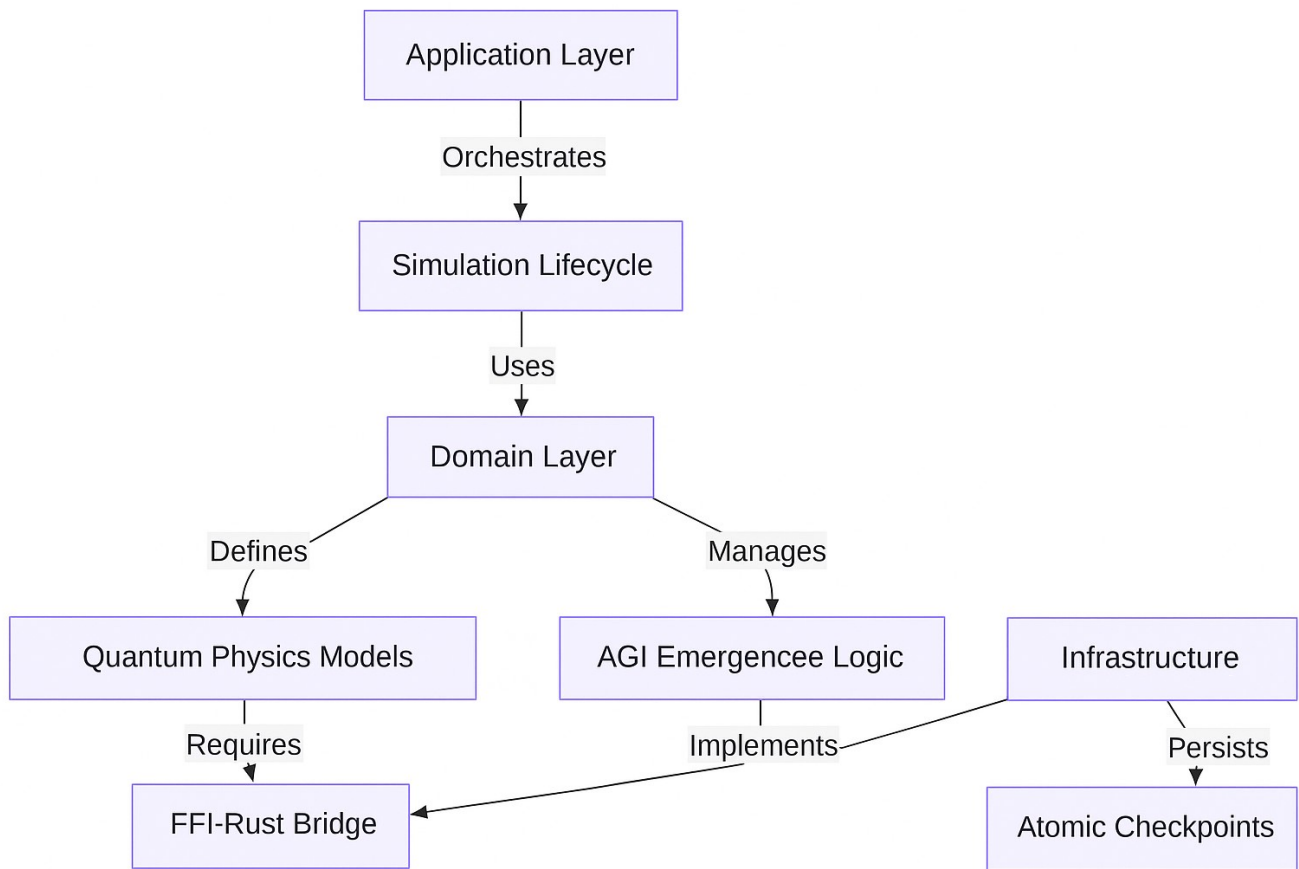 Application Layer
Orchestrates
Simulation Lifecycle
Uses
Domain Layer
Defines
Manages
Quantum Physics Models
AGI Emergencee Logic
Infrastructure
Requires
Implements
Persists
FFI-Rust Bridge
Atomic Checkpoints